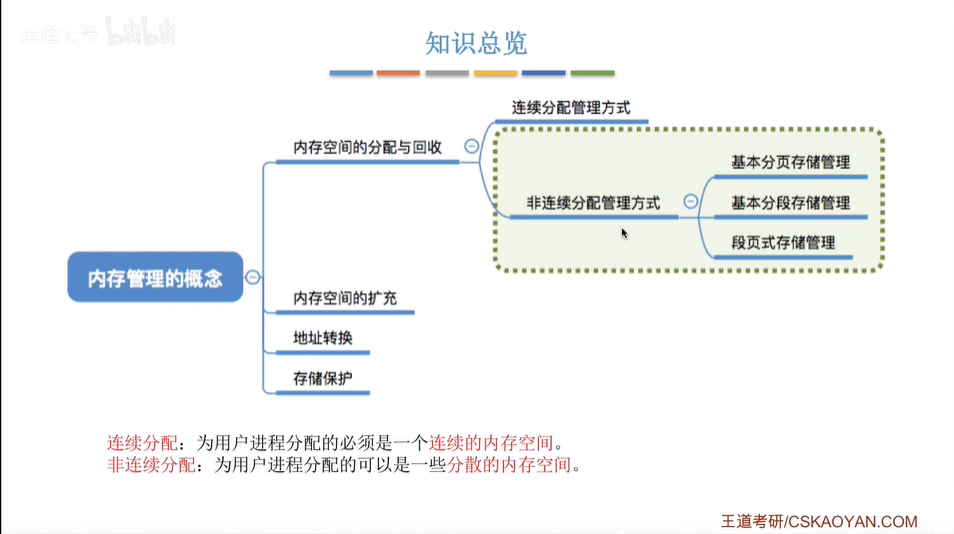 王道论坛 bilibili
知识总览
连续分配管理方式
内存空间的分配与回收
基本分页存储管理
非连续分配管理方式
基本分段存储管理
段页式存储管理
内存管理的概念
内存空间的扩充
地址转换
存储保护
连续分配：为用户进程分配的必须是一个连续的内存空间。
非连续分配：为用户进程分配的可以是一些分散的内存空间。
王道考研/CSKAOYAN.COM